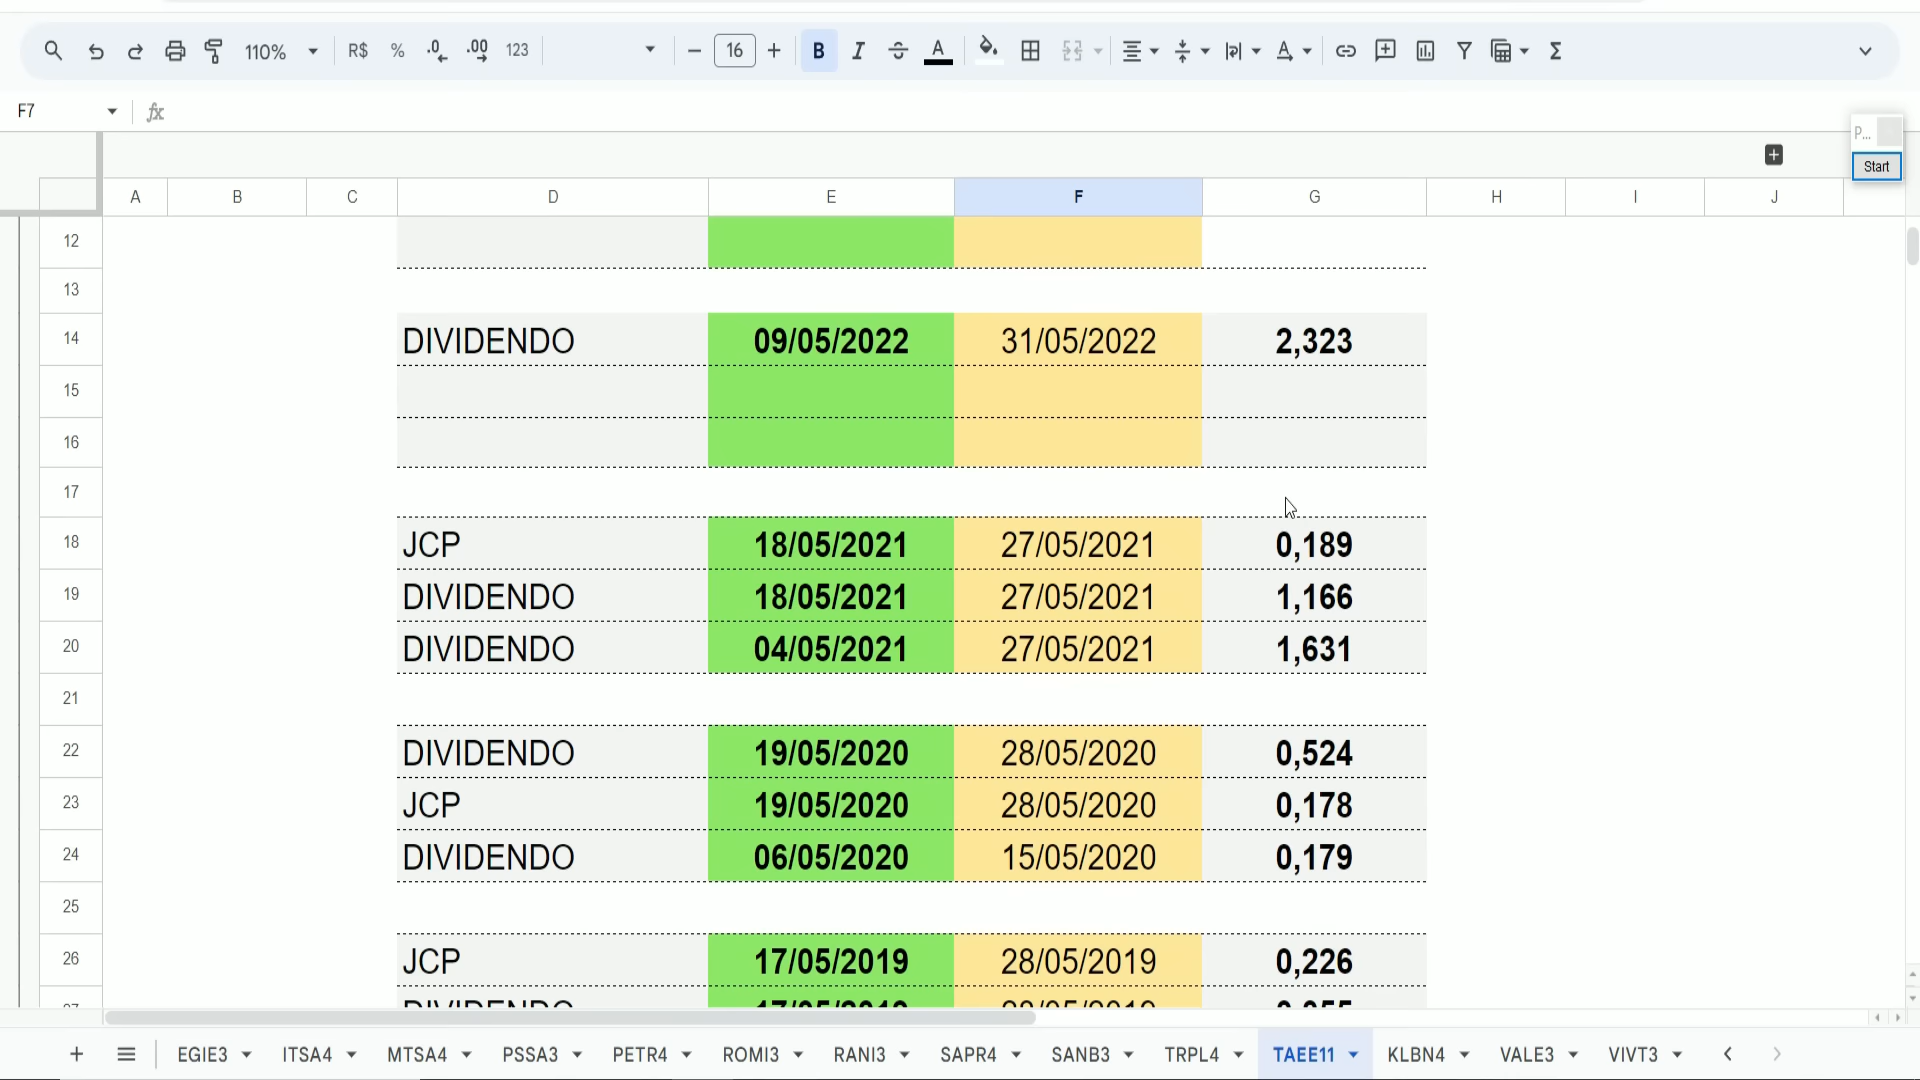 110% R$ % .0 .00 123 16 B I S A A Σ
F7 fx
P...
Start
A B C D E F G H I J
12
13
14 DIVIDENDO 09/05/2022 31/05/2022 2,323
15
16
17
18 JCP 18/05/2021 27/05/2021 0,189
19 DIVIDENDO 18/05/2021 27/05/2021 1,166
20 DIVIDENDO 04/05/2021 27/05/2021 1,631
21
22 DIVIDENDO 19/05/2020 28/05/2020 0,524
23 JCP 19/05/2020 28/05/2020 0,178
24 DIVIDENDO 06/05/2020 15/05/2020 0,179
25
26 JCP 17/05/2019 28/05/2019 0,226
EGIE3 ITSA4 MTSA4 PSSA3 PETR4 ROMI3 RANI3 SAPR4 SANB3 TRPL4 TAEE11 KLBN4 VALE3 VIVT3